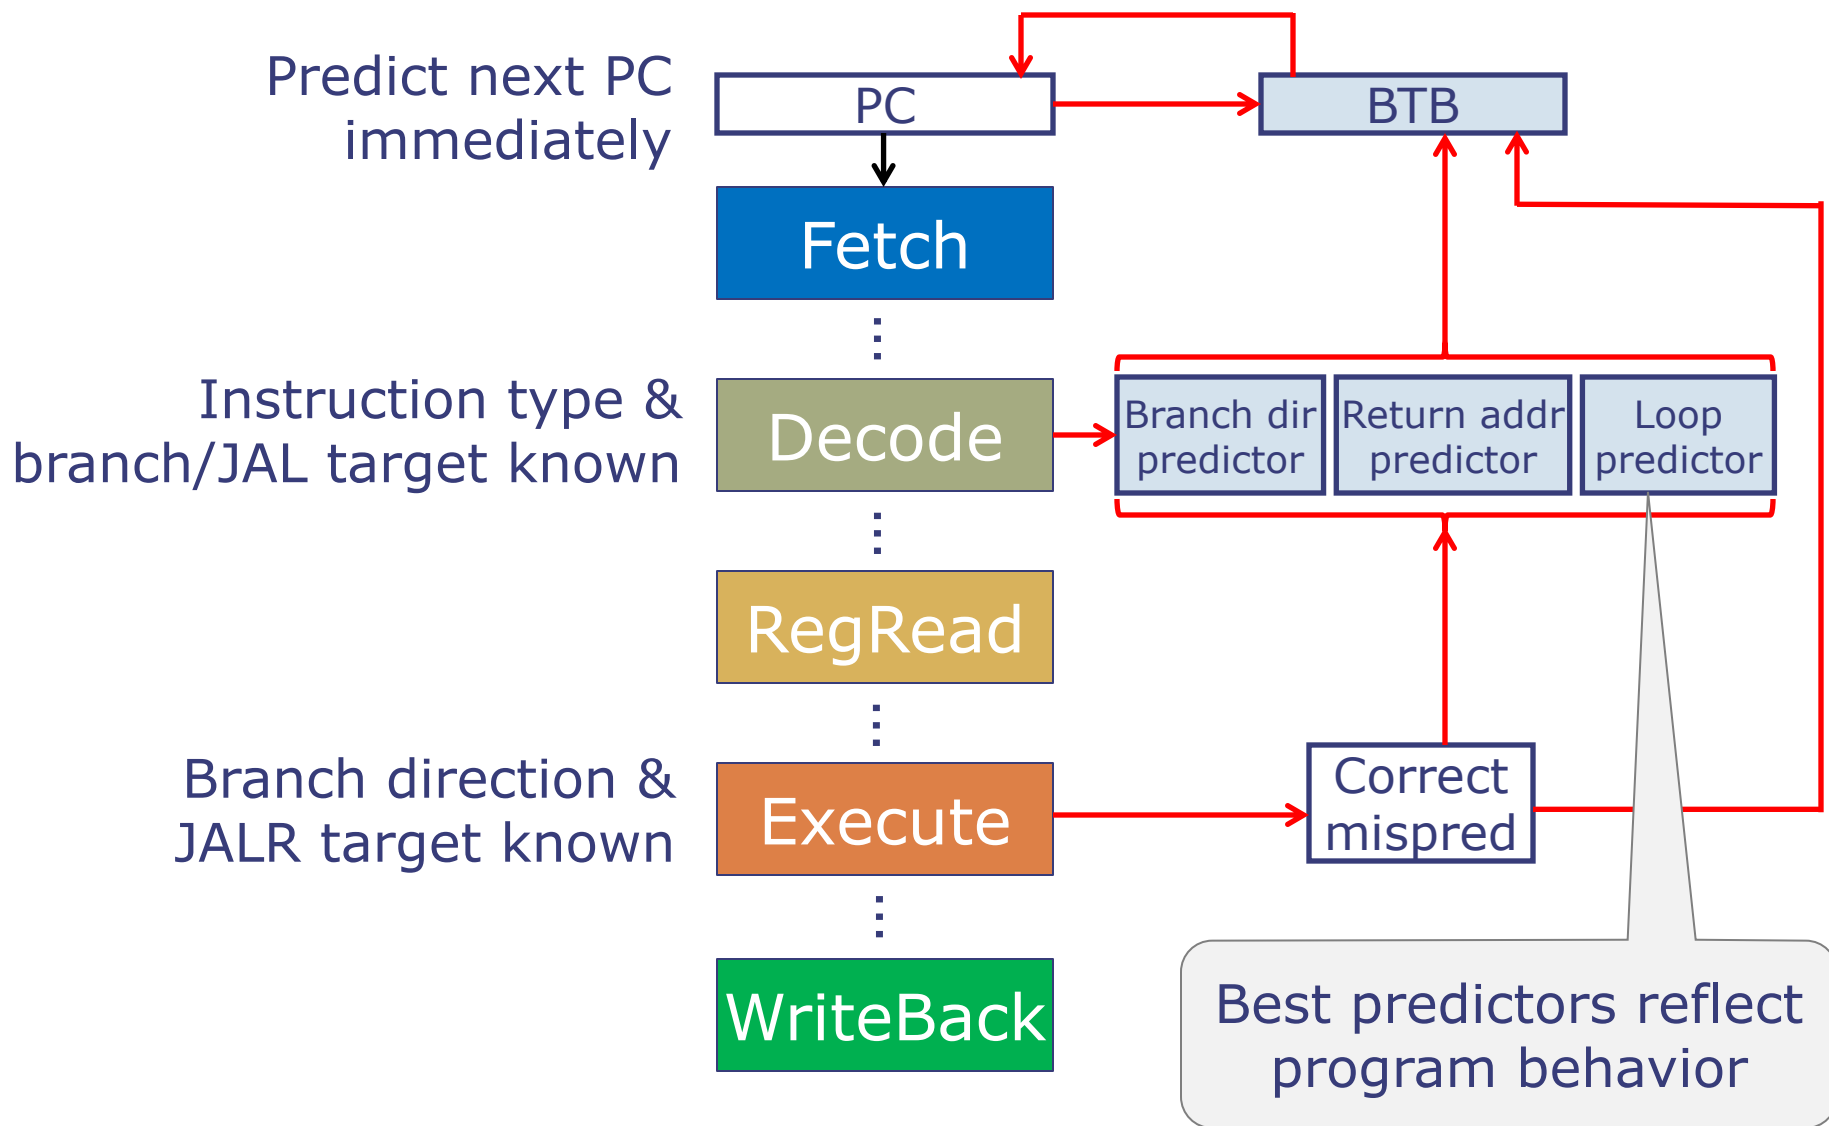 Predict next PC
immediately
PC
BTB
Fetch
Instruction type &
branch/JAL target known
Decode
Branch dir
predictor
Return addr
predictor
Loop
predictor
RegRead
Branch direction &
JALR target known
Execute
Correct
mispred
WriteBack
Best predictors reflect
program behavior